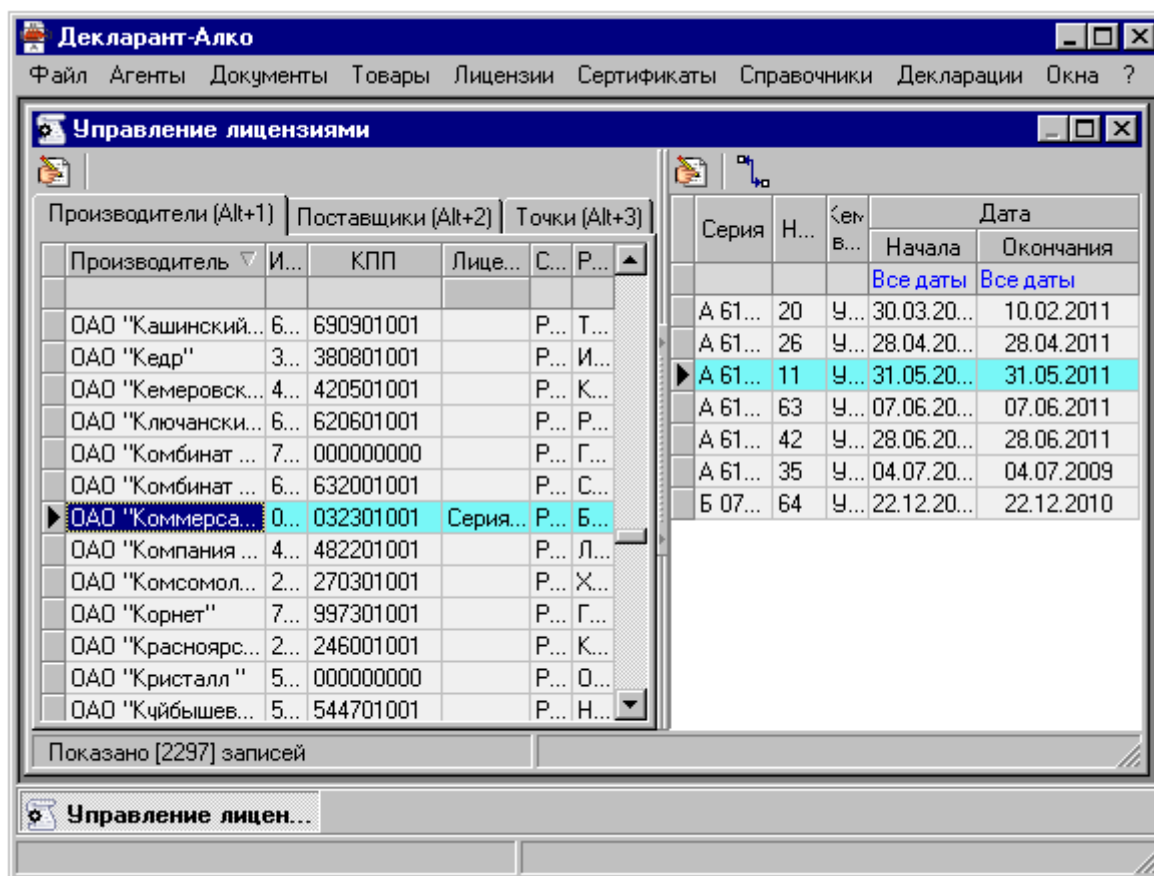 Декларант-Алко
Файл Агенты Документы Товары Лицензии Сертификаты Справочники Декларации Окна ?
Управление лицензиями
Производители (Alt+1) Поставщики (Alt+2) Точки (Alt+3)
Производитель И... КПП Лице... С... Р...
ОАО "Кашинский... 6... 690901001 Р... Т...
ОАО "Кедр" 3... 380801001 Р... И...
ОАО "Кемеровск... 4... 420501001 Р... К...
ОАО "Ключански... 6... 620601001 Р... Р...
ОАО "Комбинат ... 7... 000000000 Р... Г...
ОАО "Комбинат ... 6... 632001001 Р... С...
ОАО "Коммерса... 0... 032301001 Серия... Р... Б...
ОАО "Компания ... 4... 482201001 Р... Л...
ОАО "Комсомол... 2... 270301001 Р... Х...
ОАО "Корнет" 7... 997301001 Р... Г...
ОАО "Красноярс... 2... 246001001 Р... К...
ОАО "Кристалл " 5... 000000000 Р... О...
ОАО "Куйбышев... 5... 544701001 Р... Н...
Серия Н... в... Дата
Начала Окончания
Все даты Все даты
А 61... 20 У... 30.03.20... 10.02.2011
А 61... 26 У... 28.04.20... 28.04.2011
А 61... 11 У... 31.05.20... 31.05.2011
А 61... 63 У... 07.06.20... 07.06.2011
А 61... 42 У... 28.06.20... 28.06.2011
А 61... 35 У... 04.07.20... 04.07.2009
Б 07... 64 У... 22.12.20... 22.12.2010
Показано [2297] записей
Управление лицен...